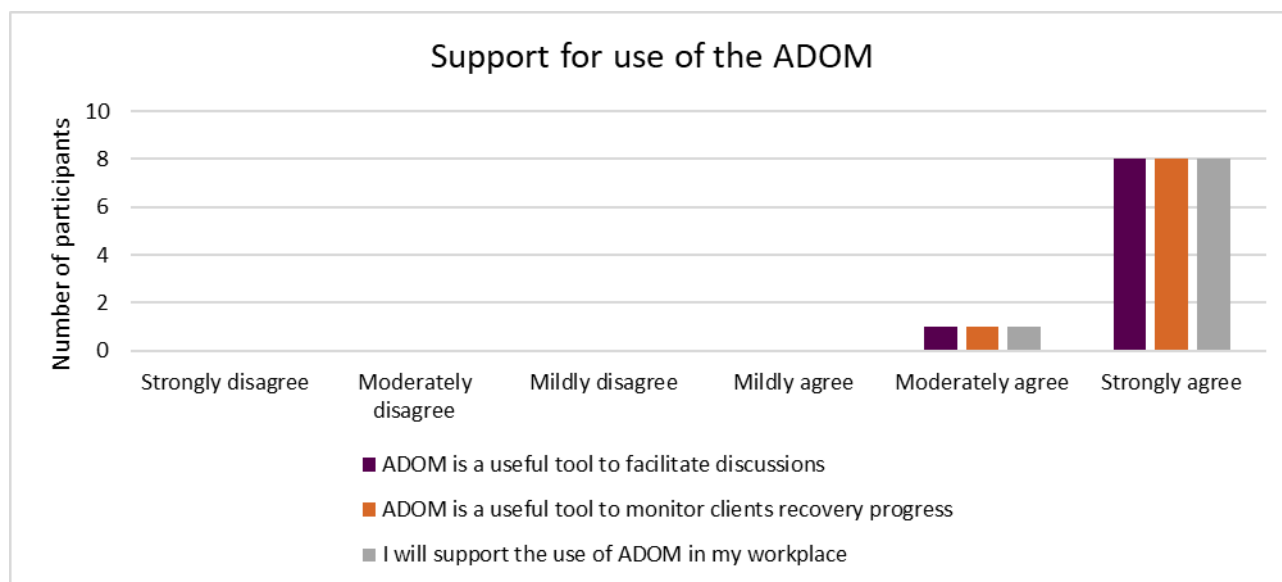 Support for use of the ADOM
Number of participants
10
8
6
4
2
0
Strongly disagree
Moderately
disagree
Mildly disagree
Mildly agree
Moderately agree
Strongly agree
ADOM is a useful tool to facilitate discussions
ADOM is a useful tool to monitor clients recovery progress
I will support the use of ADOM in my workplace